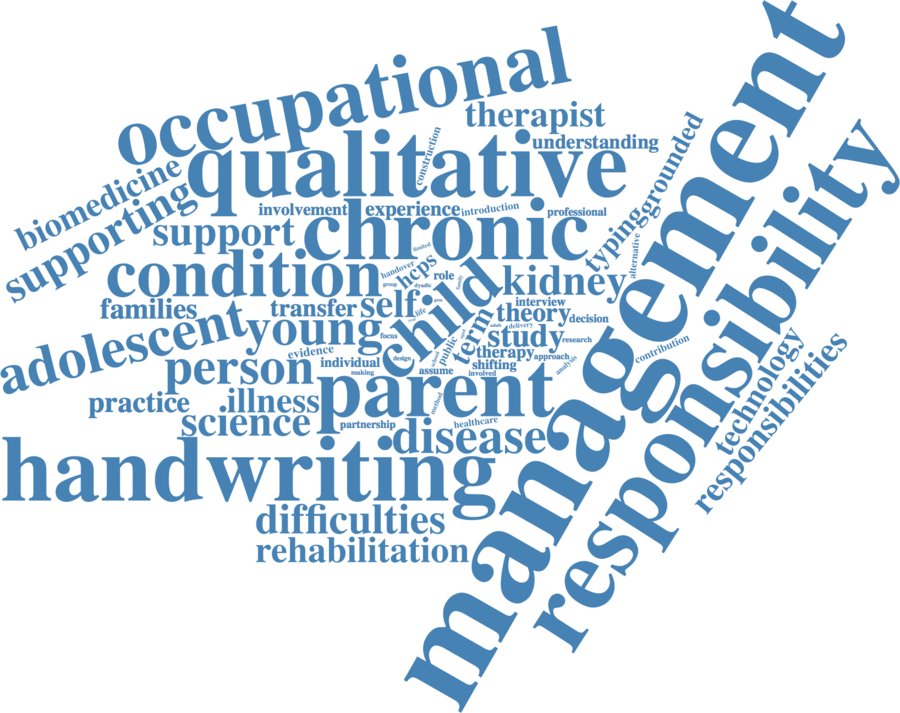 management
occupational
therapist
understanding
construction
qualitative
grounded
responsibility
biomedicine
supporting
involvement
experience
introduction
professional
typing
support
chronic
limited
alternative
condition
handover
hcps
role
kidney
group
dyadic
child
families
transfer
self
life
interview
theory
decision
adolescent
young
focus
term
adult
delivery
study
research
public
evidence
therapy
approach
contribution
person
individual
making
design
assume
shifting
involved
analysis
technology
responsibilities
practice
illness
parent
method
science
partnership
healthcare
disease
handwriting
difficulties
rehabilitation